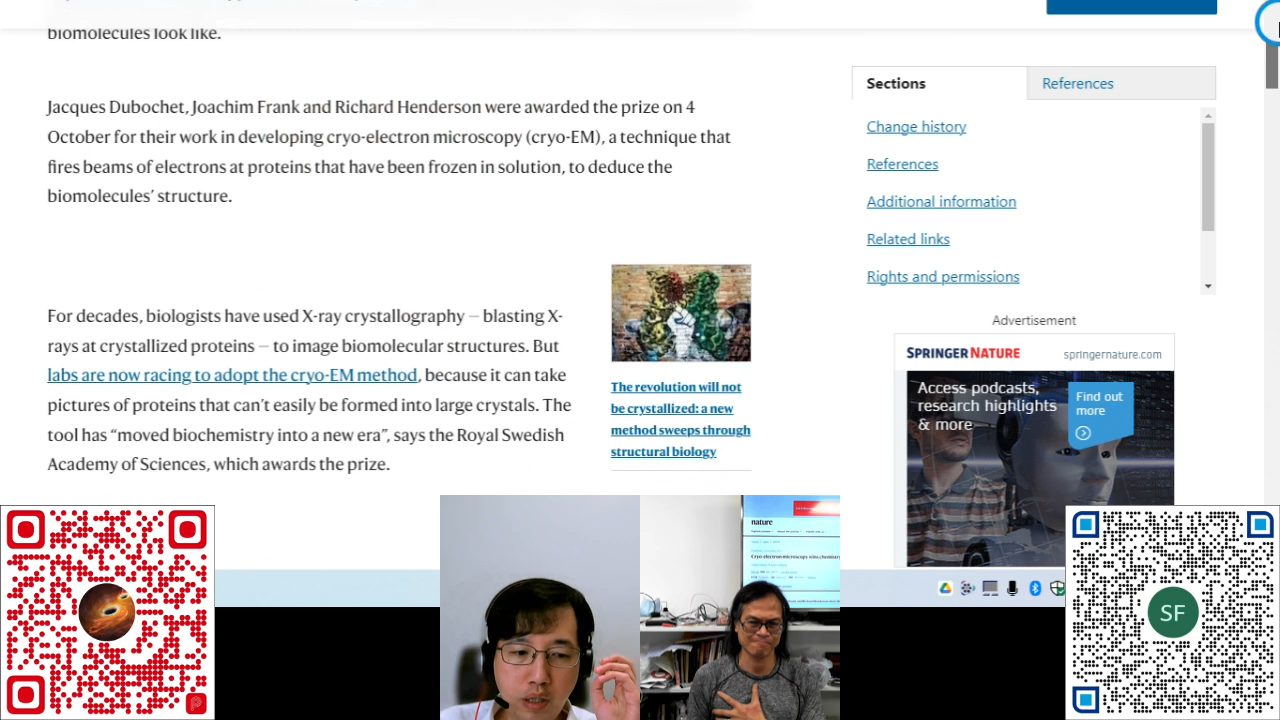 biomolecules look like.
Jacques Dubochet, Joachim Frank and Richard Henderson were awarded the prize on 4
October for their work in developing cryo-electron microscopy (cryo-EM), a technique that
fires beams of electrons at proteins that have been frozen in solution, to deduce the
biomolecules’ structure.
For decades, biologists have used X-ray crystallography — blasting X-
rays at crystallized proteins — to image biomolecular structures. But
labs are now racing to adopt the cryo-EM method, because it can take
pictures of proteins that can’t easily be formed into large crystals. The
tool has “moved biochemistry into a new era”, says the Royal Swedish
Academy of Sciences, which awards the prize.
The revolution will not
be crystallized: a new
method sweeps through
structural biology
Sections
References
Change history
References
Additional information
Related links
Rights and permissions
Advertisement
SPRINGER NATURE
springernature.com
Access podcasts,
research highlights
& more
Find out
more
nature
SF